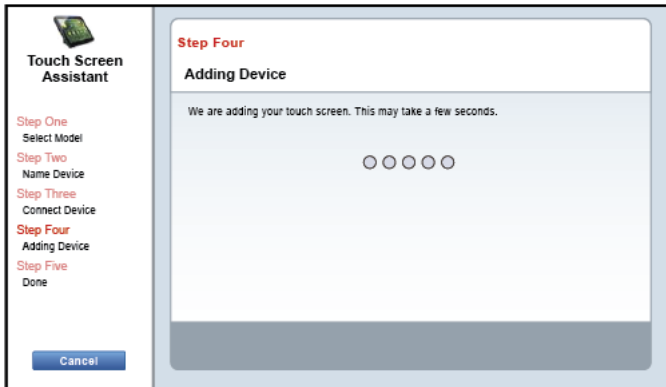 Touch Screen
Assistant
Step One
Select Model
Step Two
Name Device
Step Three
Connect Device
Step Four
Adding Device
Step Five
Done
Cancel
Step Four
Adding Device
We are adding your touch screen. This may take a few seconds.